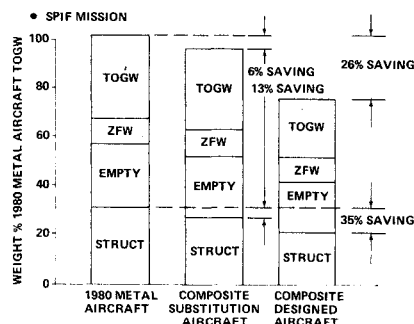 • SPIF MISSION
WEIGHT % 1980 METAL AIRCRAFT TOGW
100
80
60
40
20
0
TOGW
ZFW
EMPTY
STRUCT
TOGW
ZFW
EMPTY
STRUCT
6% SAVING
13% SAVING
TOGW
ZFW
EMPTY
STRUCT
26% SAVING
35% SAVING
1980 METAL
AIRCRAFT
COMPOSITE
SUBSTITUTION
AIRCRAFT
COMPOSITE
DESIGNED
AIRCRAFT